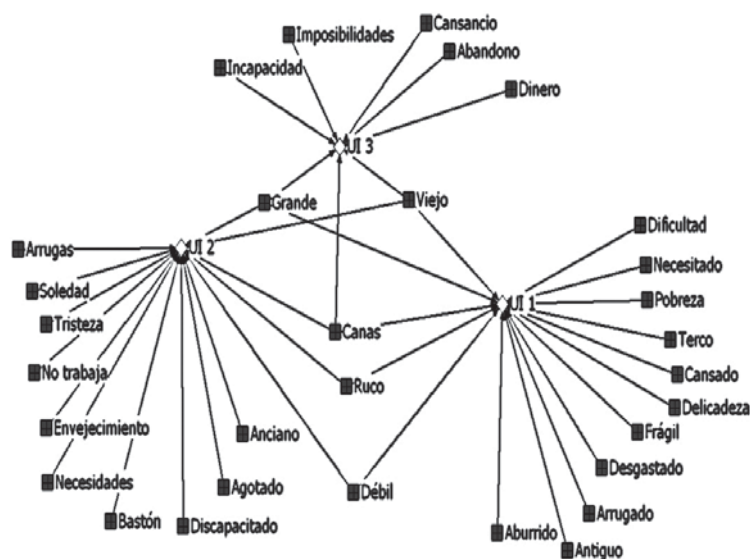 Cansancio
Imposibilidades
Abandono
Incapacidad
Dinero
UI 3
Grande
Viejo
Dificultad
Arrugas
UI 2
Necesitado
Soledad
Pobreza
UI 1
Tristeza
Canas
Terco
No trabaja
Cansado
Ruco
Delicadeza
Envejecimiento
Anciano
Frágil
Desgastado
Necesidades
Agotado
Débil
Arrugado
Bastón
Discapacitado
Aburrido
Antiguo